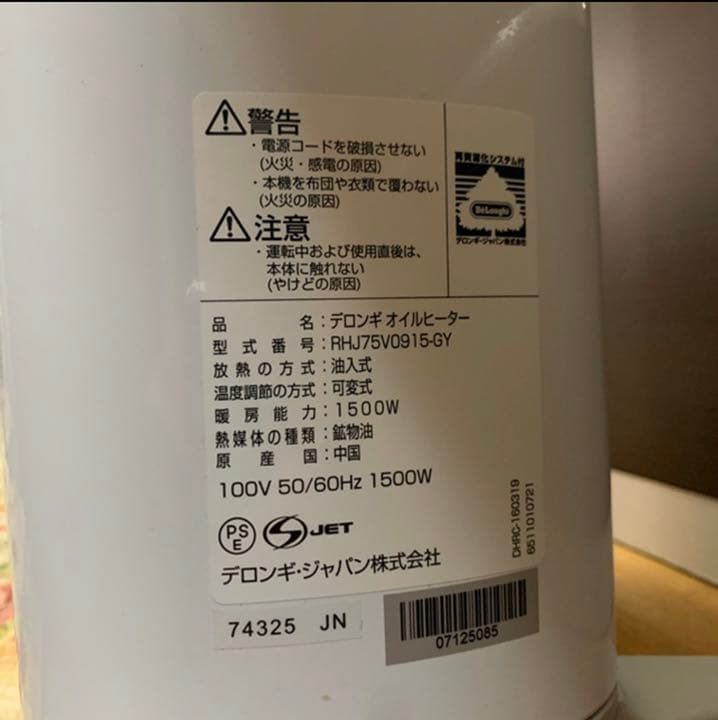 警告
・電源コードを破損させない
(火災・感電の原因)
・本機を布団や衣類で覆わない
(火災の原因)
注意
・運転中および使用直後は、
本体に触れない
(やけどの原因)
再資源化システム付
DeLonghi
デロンギ・ジャパン株式会社
品名：デロンギ オイルヒーター
型式番号：RHJ75V0915-GY
放熱の方式：油入式
温度調節の方式：可変式
暖房能力：1500W
熱媒体の種類：鉱物油
原産国：中国
100V 50/60Hz 1500W
PSE
S JET
デロンギ・ジャパン株式会社
DHRC-160319
6511010721
74325 JN
07125085